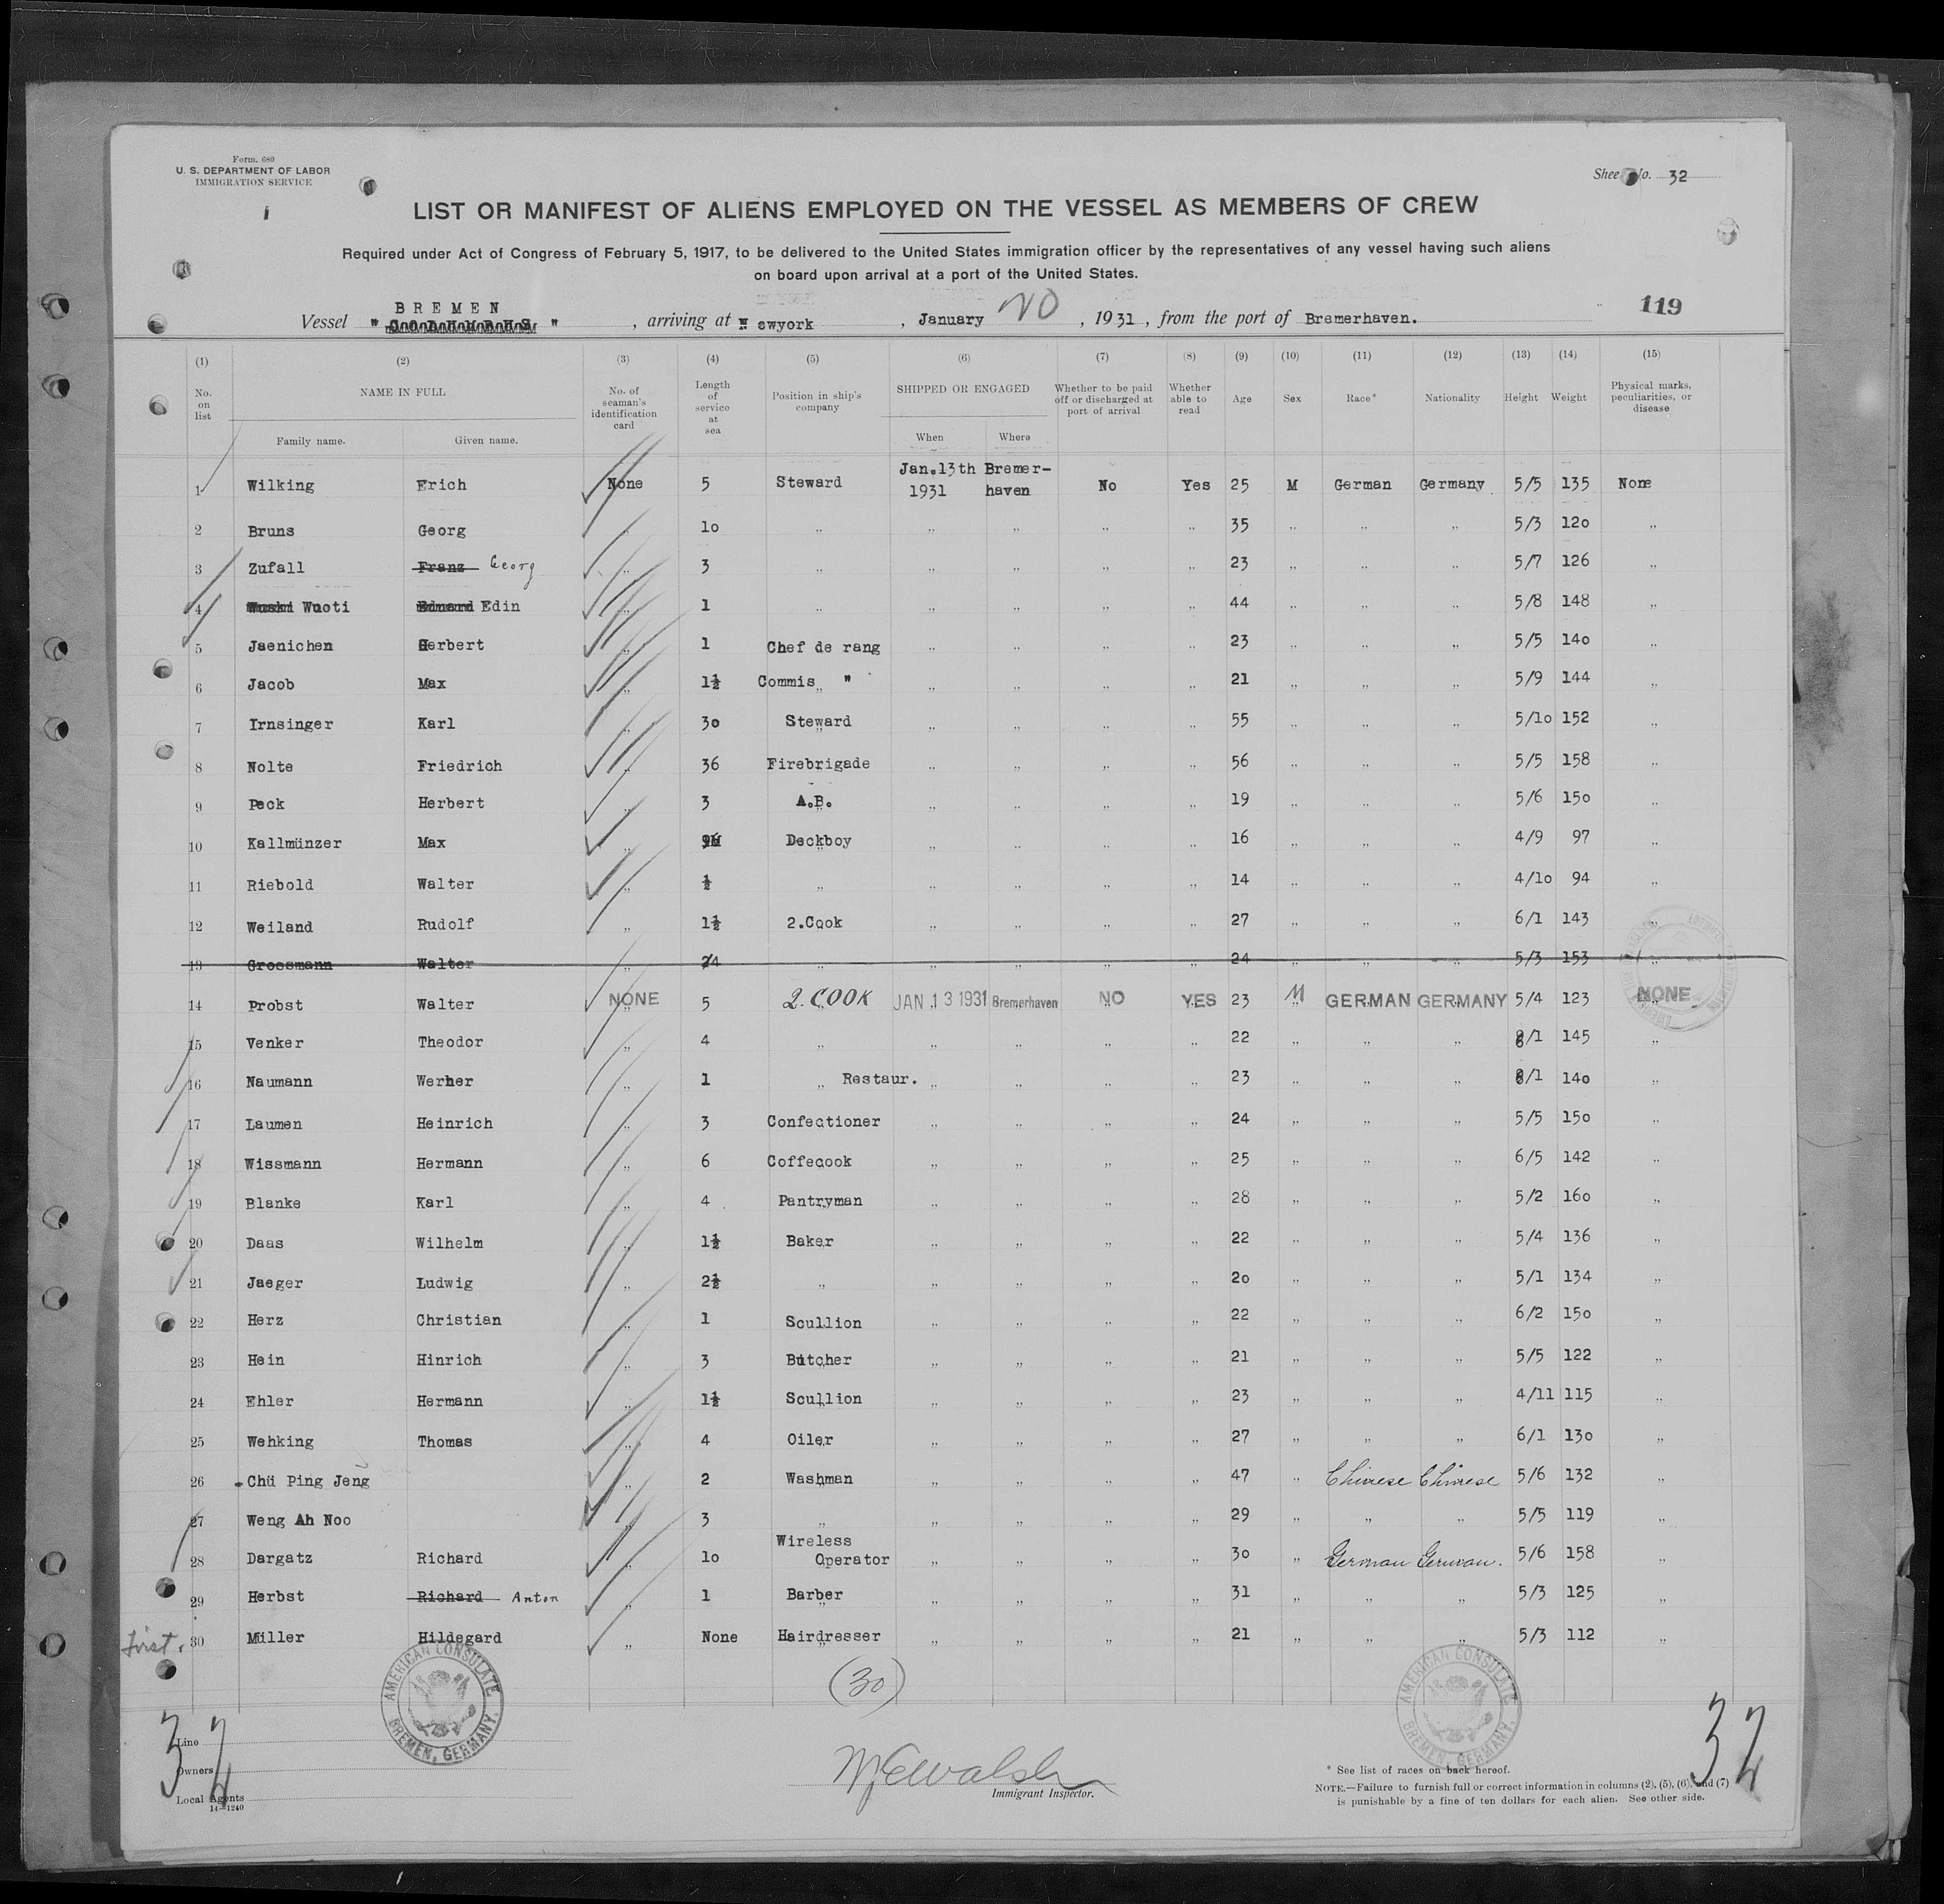 Form. 680
U. S. DEPARTMENT OF LABOR
IMMIGRATION SERVICE
Sheet No. 32
LIST OR MANIFEST OF ALIENS EMPLOYED ON THE VESSEL AS MEMBERS OF CREW
Required under Act of Congress of February 5, 1917, to be delivered to the United States immigration officer by the representatives of any vessel having such aliens
on board upon arrival at a port of the United States.
119
BREMEN
Vessel " COLUMBUS ", arriving at Newyork, January 20, 1931, from the port of Bremerhaven.
(1) (2) (3) (4) (5) (6) (7) (8) (9) (10) (11) (12) (13) (14) (15)
No. on list NAME IN FULL Family name. Given name. No. of seaman's identification card Length of service at sea Position in ship's company SHIPPED OR ENGAGED When Where Whether to be paid off or discharged at port of arrival Whether able to read Age Sex Race* Nationality Height Weight Physical marks, peculiarities, or disease
1 Wilking Erich None 5 Steward Jan.13th 1931 Bremer-haven No Yes 25 M German Germany 5/5 135 None
2 Bruns Georg " 10 " " " " " 35 " " " 5/3 120 "
3 Zufall Franz Georg " 3 " " " " " 23 " " " 5/7 126 "
4 Wuoti Eduard Edin " 1 " " " " " 44 " " " 5/8 148 "
5 Jaenichen Gerbert " 1 Chef de rang " " " " 23 " " " 5/5 140 "
6 Jacob Max " 1½ Commis " " " " " " 21 " " " 5/9 144 "
7 Irnsinger Karl " 30 Steward " " " " 55 " " " 5/10 152 "
8 Nolte Friedrich " 36 Firebrigade " " " " 56 " " " 5/5 158 "
9 Peck Herbert " 3 A.B. " " " " 19 " " " 5/6 150 "
10 Kallmünzer Max " Deckboy " " " " 16 " " " 4/9 97 "
11 Riebold Walter " ½ " " " " " 14 " " " 4/10 94 "
12 Weiland Rudolf " 1½ 2.Cook " " " " 27 " " " 6/1 143 "
13 Grossmann Walter " 24 " " " " " 24 " " " 5/3 153 "
14 Probst Walter NONE 5 2. COOK JAN 13 1931 Bremerhaven NO YES 23 M GERMAN GERMANY 5/4 123 NONE
15 Venker Theodor " 4 " " " " " 22 " " " /1 145 "
16 Naumann Werner " 1 " Restaur. " " " " 23 " " " /1 140 "
17 Laumen Heinrich " 3 Confectioner " " " " 24 " " " 5/5 150 "
18 Wissmann Hermann " 6 Coffecook " " " " 25 " " " 6/5 142 "
19 Blanke Karl " 4 Pantryman " " " " 28 " " " 5/2 160 "
20 Daas Wilhelm " 1½ Baker " " " " 22 " " " 5/4 136 "
21 Jaeger Ludwig " 2½ " " " " " 20 " " " 5/1 134 "
22 Herz Christian " 1 Scullion " " " " 22 " " " 6/2 150 "
23 Hein Hinrich " 3 Butcher " " " " 21 " " " 5/5 122 "
24 Ehler Hermann " 1½ Scullion " " " " 23 " " " 4/11 115 "
25 Wehking Thomas " 4 Oiler " " " " 27 " " " 6/1 130 "
26 Chü Ping Jeng " 2 Washman " " " " 47 " Chinese Chinese 5/6 132 "
27 Weng Ah Noo " 3 " " " " " 29 " " " 5/5 119 "
28 Dargatz Richard " 10 Wireless Operator " " " " 30 " German German. 5/6 158 "
29 Herbst Richard Anton " 1 Barber " " " " 31 " " " 5/3 125 "
First. 30 Müller Hildegard " None Hairdresser " " " " 21 " " " 5/3 112 "
(30)
AMERICAN CONSULATE BREMEN, GERMANY.
AMERICAN CONSULATE BREMEN, GERMANY.
32
32
Line
Owners
Local Agents
14—1240
Immigrant Inspector.
* See list of races on back hereof.
NOTE.—Failure to furnish full or correct information in columns (2), (5), (6), and (7)
is punishable by a fine of ten dollars for each alien. See other side.